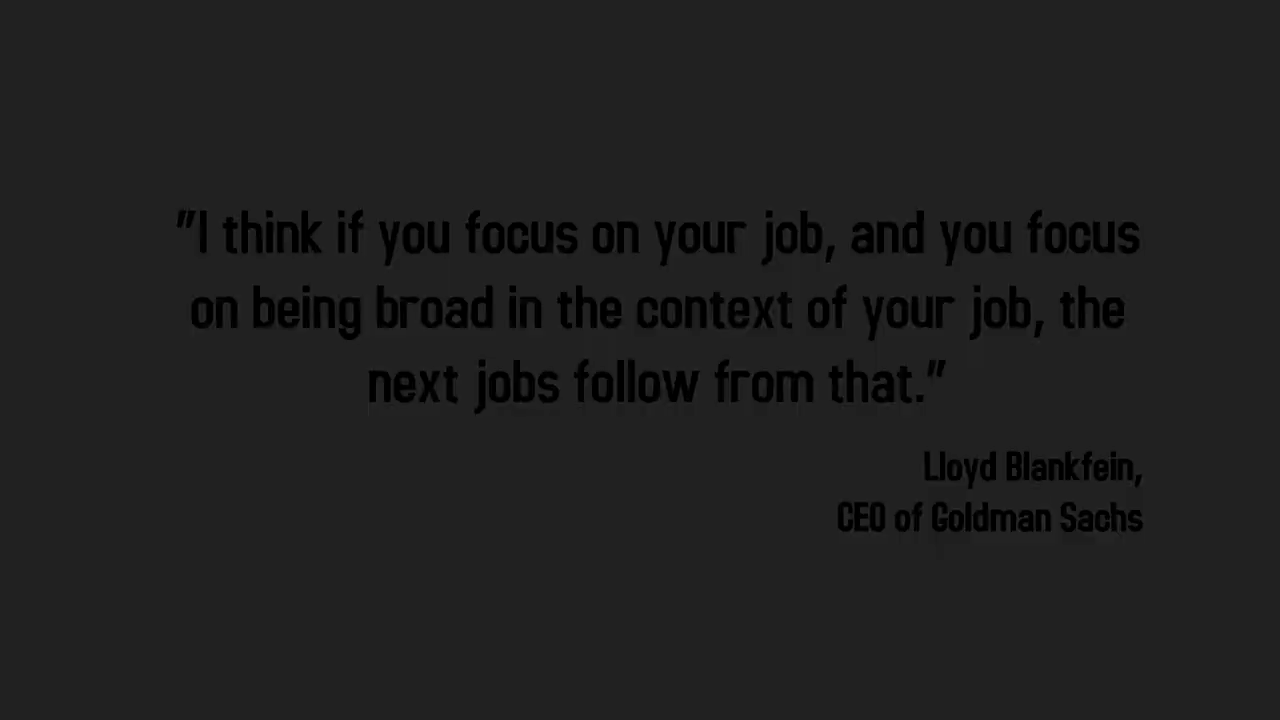 "I think if you focus on your job, and you focus
on being broad in the context of your job, the
next jobs follow from that."
Lloyd Blankfein,
CEO of Goldman Sachs